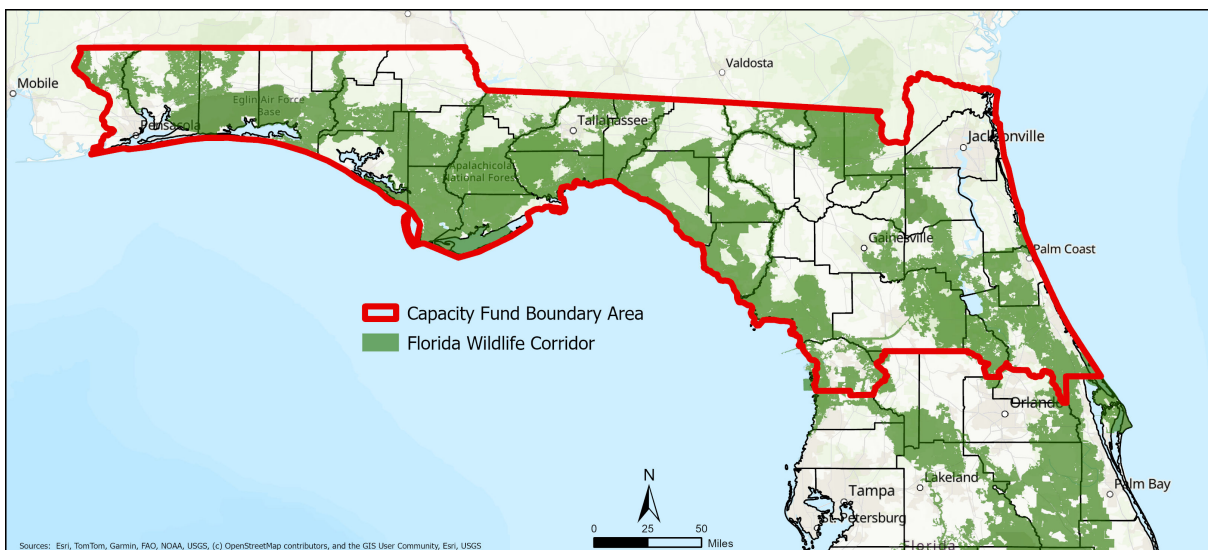 Mobile
Valdosta
Eglin Air Force
Base
Pensacola
Tallahassee
Jacksonville
Apalachicola
National Forest
Gainesville
Palm Coast
Capacity Fund Boundary Area
Florida Wildlife Corridor
Orlando
N
Lakeland
Palm Bay
Tampa
St. Petersburg
0 25 50
Miles
Florida
Sources: Esri, TomTom, Garmin, FAO, NOAA, USGS, (c) OpenStreetMap contributors, and the GIS User Community, Esri, USGS